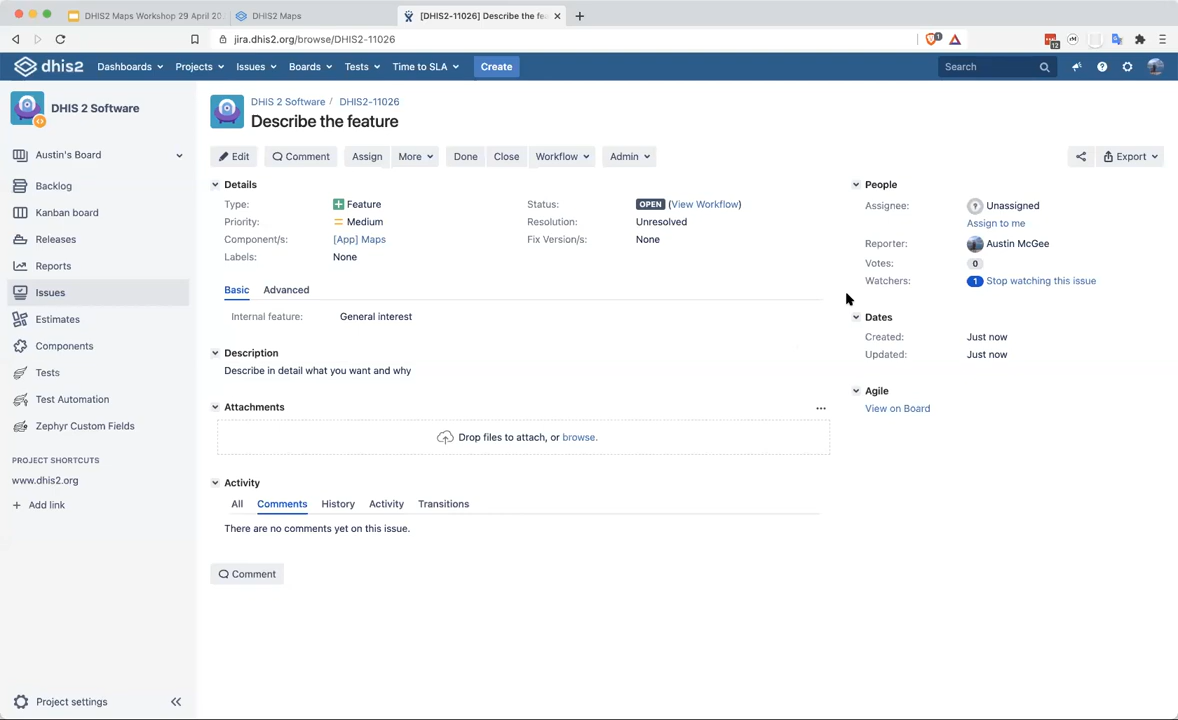 DHIS2 Maps Workshop 29 April 20
DHIS2 Maps
[DHIS2-11026] Describe the fea
jira.dhis2.org/browse/DHIS2-11026
1
12
dhis2
Dashboards Projects Issues Boards Tests Time to SLA Create Search
DHIS 2 Software
Austin's Board
Backlog
Kanban board
Releases
Reports
Issues
Estimates
Components
Tests
Test Automation
Zephyr Custom Fields
PROJECT SHORTCUTS
www.dhis2.org
Add link
Project settings
DHIS 2 Software / DHIS2-11026
Describe the feature
Edit Comment Assign More Done Close Workflow Admin Export
Details
Type: Feature
Priority: Medium
Component/s: [App] Maps
Labels: None
Status: OPEN (View Workflow)
Resolution: Unresolved
Fix Version/s: None
Basic Advanced
Internal feature: General interest
Description
Describe in detail what you want and why
Attachments
Drop files to attach, or browse.
Activity
All Comments History Activity Transitions
There are no comments yet on this issue.
Comment
People
Assignee: ? Unassigned
Assign to me
Reporter: Austin McGee
Votes: 0
Watchers: 1 Stop watching this issue
Dates
Created: Just now
Updated: Just now
Agile
View on Board